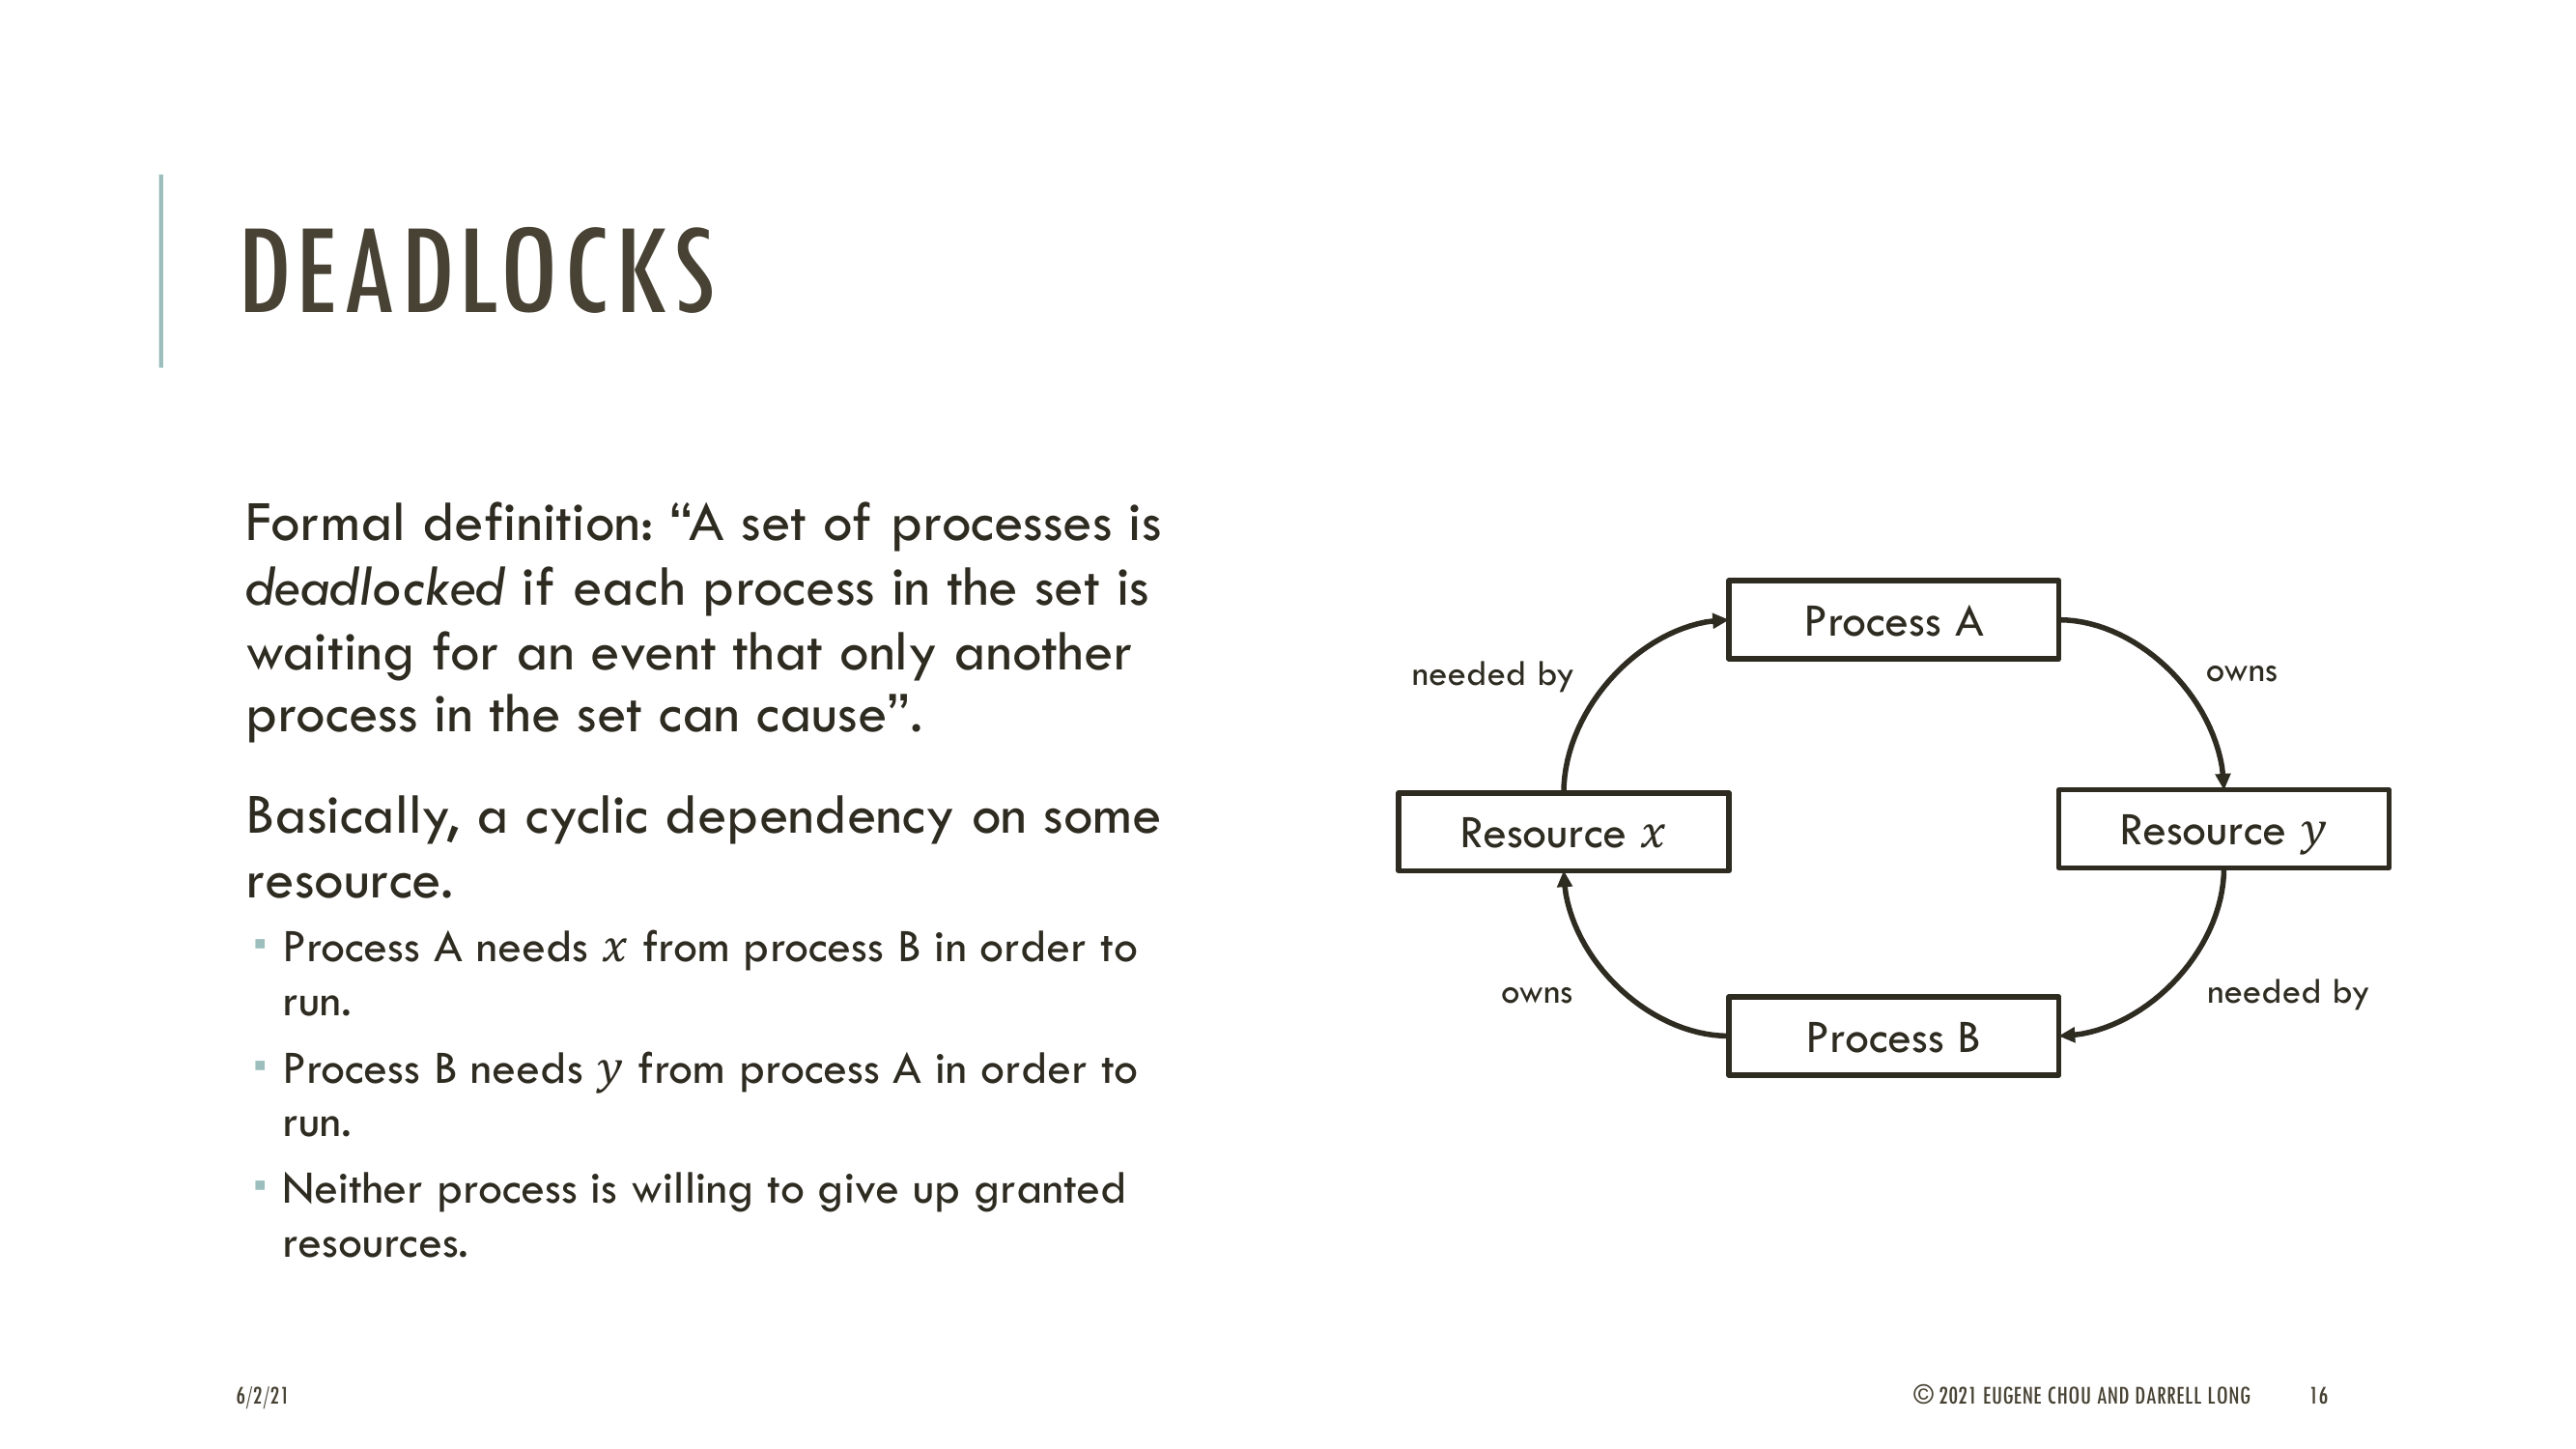 DEADLOCKS
Formal definition: “A set of processes is
deadlocked if each process in the set is
waiting for an event that only another
process in the set can cause”.
Basically, a cyclic dependency on some
resource.
▪ Process A needs x from process B in order to
run.
▪ Process B needs y from process A in order to
run.
▪ Neither process is willing to give up granted
resources.
Process A
needed by
owns
Resource x
Resource y
owns
needed by
Process B
6/2/21
© 2021 EUGENE CHOU AND DARRELL LONG
16